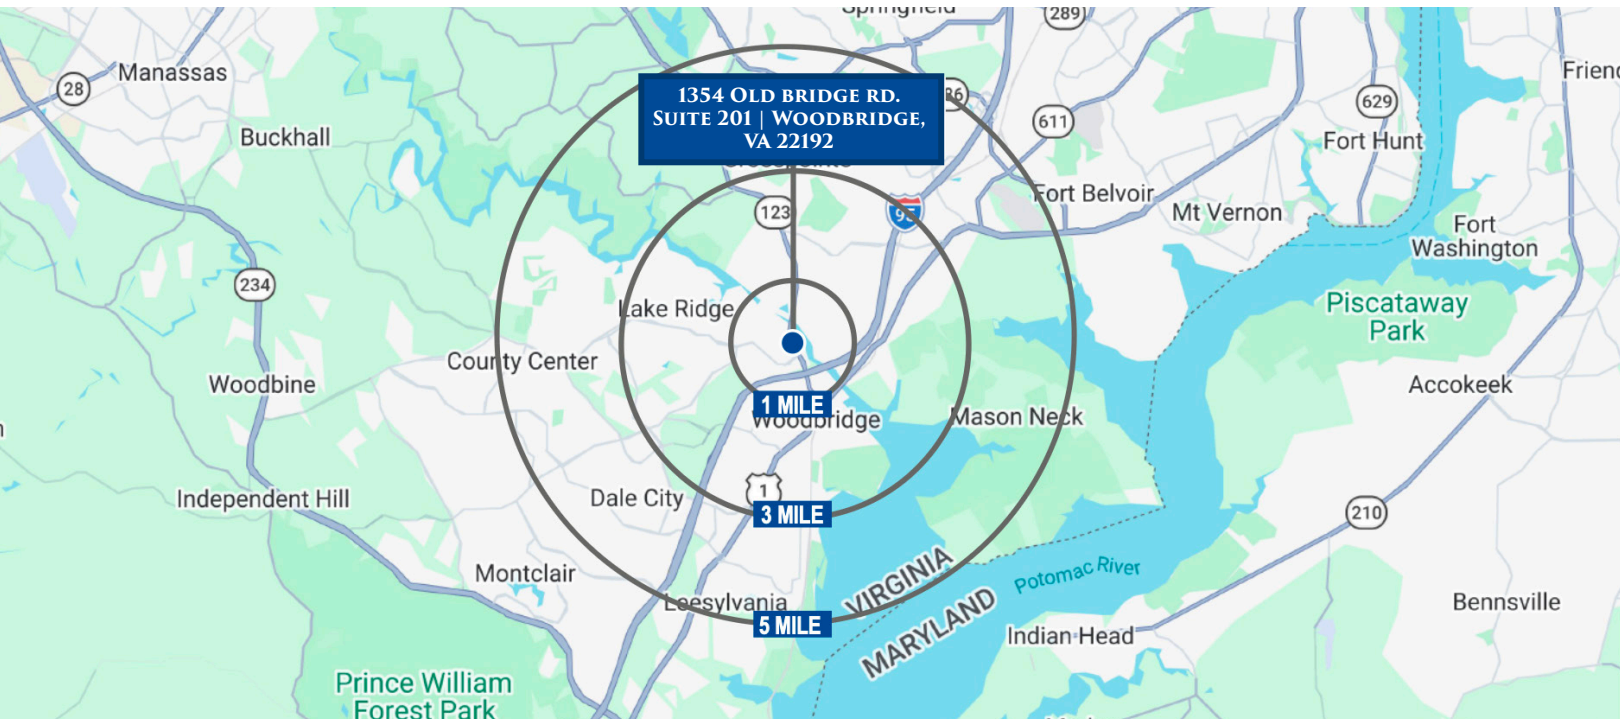 Springfield
289
Manassas
28
Buckhall
1354 Old bridge rd.
Suite 201 | Woodbridge,
VA 22192
611
629
Fort Hunt
123
95
Fort Belvoir
Mt Vernon
Fort
Washington
234
Lake Ridge
Piscataway
Park
County Center
Woodbine
Accokeek
1 MILE
Woodbridge
Mason Neck
Independent Hill
Dale City
1
3 MILE
210
Montclair
VIRGINIA
Potomac River
Leesylvania
MARYLAND
5 MILE
Bennsville
Indian Head
Prince William
Forest Park